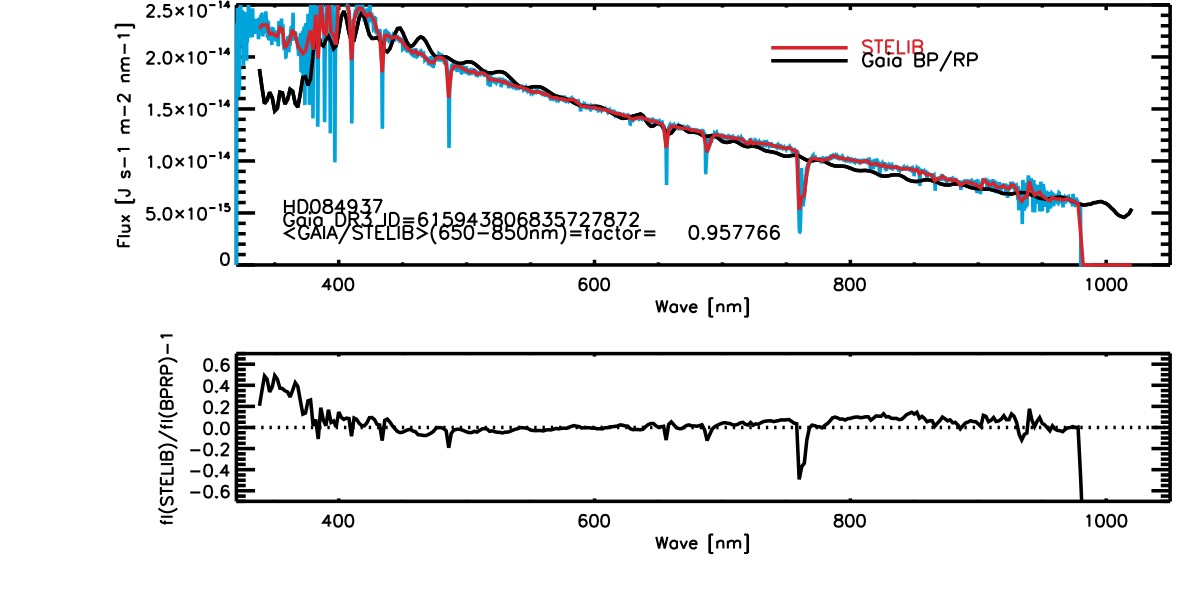 2.5×10−14
2.0×10−14
1.5×10−14
1.0×10−14
5.0×10−15
0
Flux [J s−1 m−2 nm−1]
STELIB
Gaia BP/RP
HD084937
Gaia DR3 ID=615943806835727872
<GAIA/STELIB>(650−850nm)=factor= 0.957766
400 600 800 1000
Wave [nm]
fl(STELIB)/fl(BPRP)−1
0.6
0.4
0.2
0.0
−0.2
−0.4
−0.6
400 600 800 1000
Wave [nm]